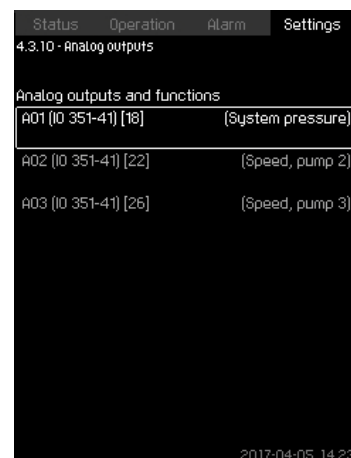 Status Operation Alarm Settings
4.3.10 - Analog outputs
Analog outputs and functions
AO1 (IO 351-41) [18] (System pressure)
AO2 (IO 351-41) [22] (Speed, pump 2)
AO3 (IO 351-41) [26] (Speed, pump 3)
2017-04-05 14:23